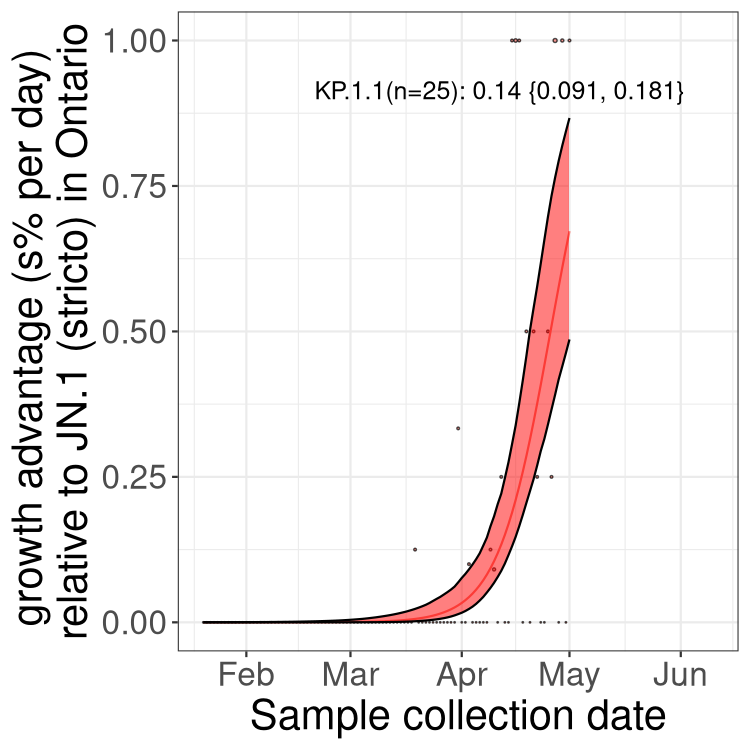 growth advantage (s% per day)
relative to JN.1 (stricto) in Ontario
1.00
KP.1.1(n=25): 0.14 {0.091, 0.181}
0.75
0.50
0.25
0.00
Feb Mar Apr May Jun
Sample collection date